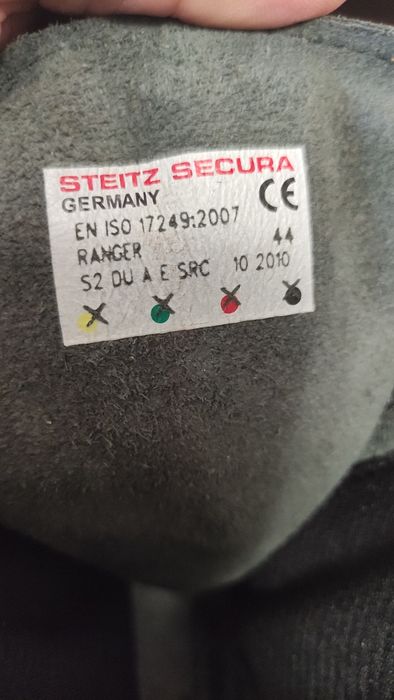 STEITZ SECURA
GERMANY CE
EN ISO 17249:2007
RANGER 44
S2 DU A E SRC 10 2010